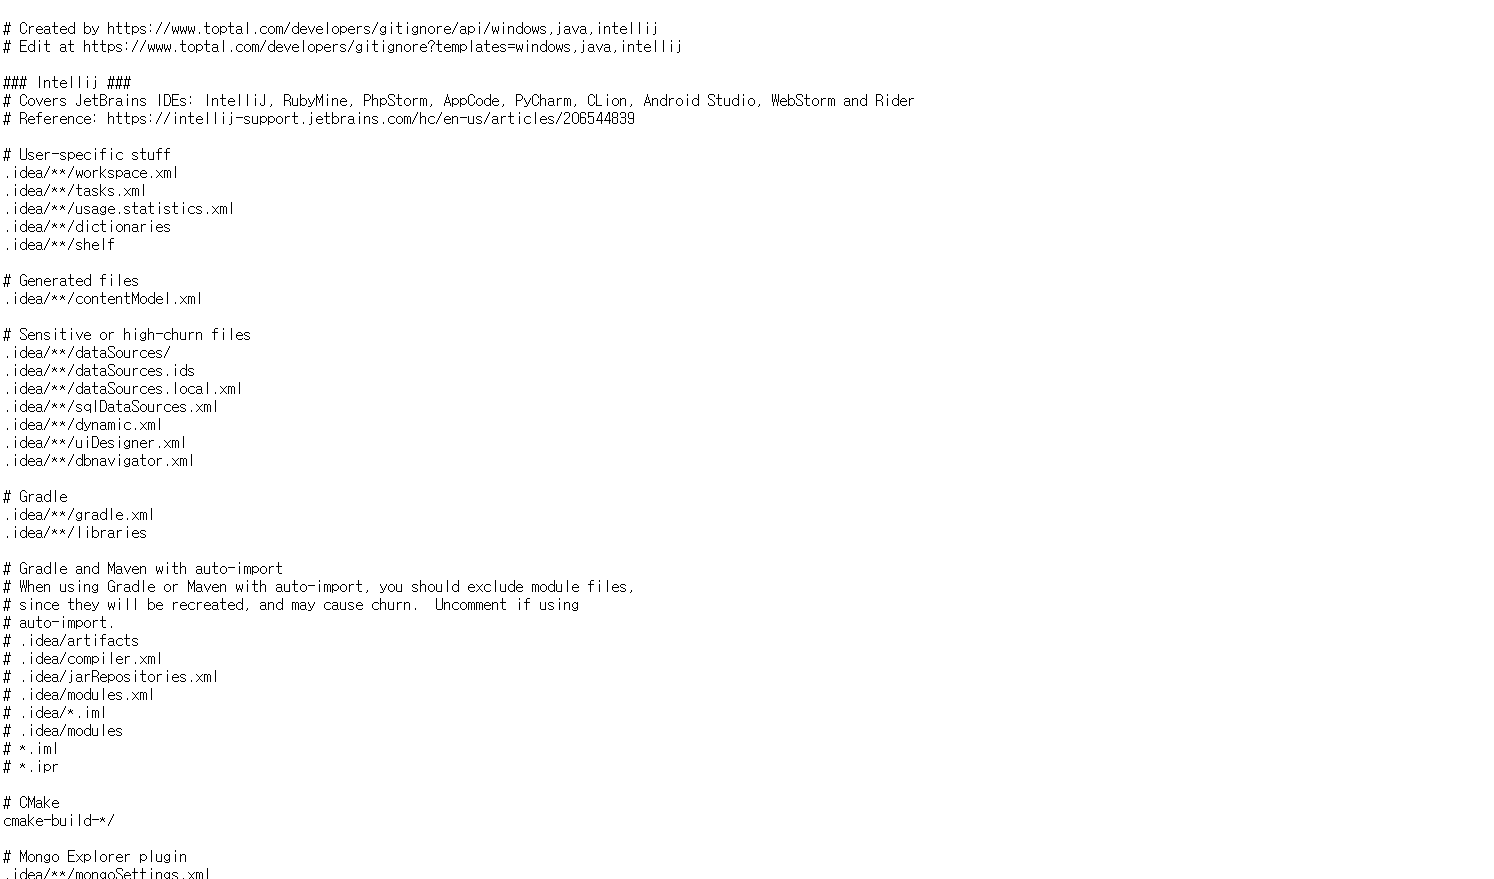 # Created by https://www.toptal.com/developers/gitignore/api/windows,java,intellij
# Edit at https://www.toptal.com/developers/gitignore?templates=windows,java,intellij
### Intellij ###
# Covers JetBrains IDEs: IntelliJ, RubyMine, PhpStorm, AppCode, PyCharm, CLion, Android Studio, WebStorm and Rider
# Reference: https://intellij-support.jetbrains.com/hc/en-us/articles/206544839
# User-specific stuff
.idea/**/workspace.xml
.idea/**/tasks.xml
.idea/**/usage.statistics.xml
.idea/**/dictionaries
.idea/**/shelf
# Generated files
.idea/**/contentModel.xml
# Sensitive or high-churn files
.idea/**/dataSources/
.idea/**/dataSources.ids
.idea/**/dataSources.local.xml
.idea/**/sqlDataSources.xml
.idea/**/dynamic.xml
.idea/**/uiDesigner.xml
.idea/**/dbnavigator.xml
# Gradle
.idea/**/gradle.xml
.idea/**/libraries
# Gradle and Maven with auto-import
# When using Gradle or Maven with auto-import, you should exclude module files,
# since they will be recreated, and may cause churn.  Uncomment if using
# auto-import.
# .idea/artifacts
# .idea/compiler.xml
# .idea/jarRepositories.xml
# .idea/modules.xml
# .idea/*.iml
# .idea/modules
# *.iml
# *.ipr
# CMake
cmake-build-*/
# Mongo Explorer plugin
.idea/**/mongoSettings.xml